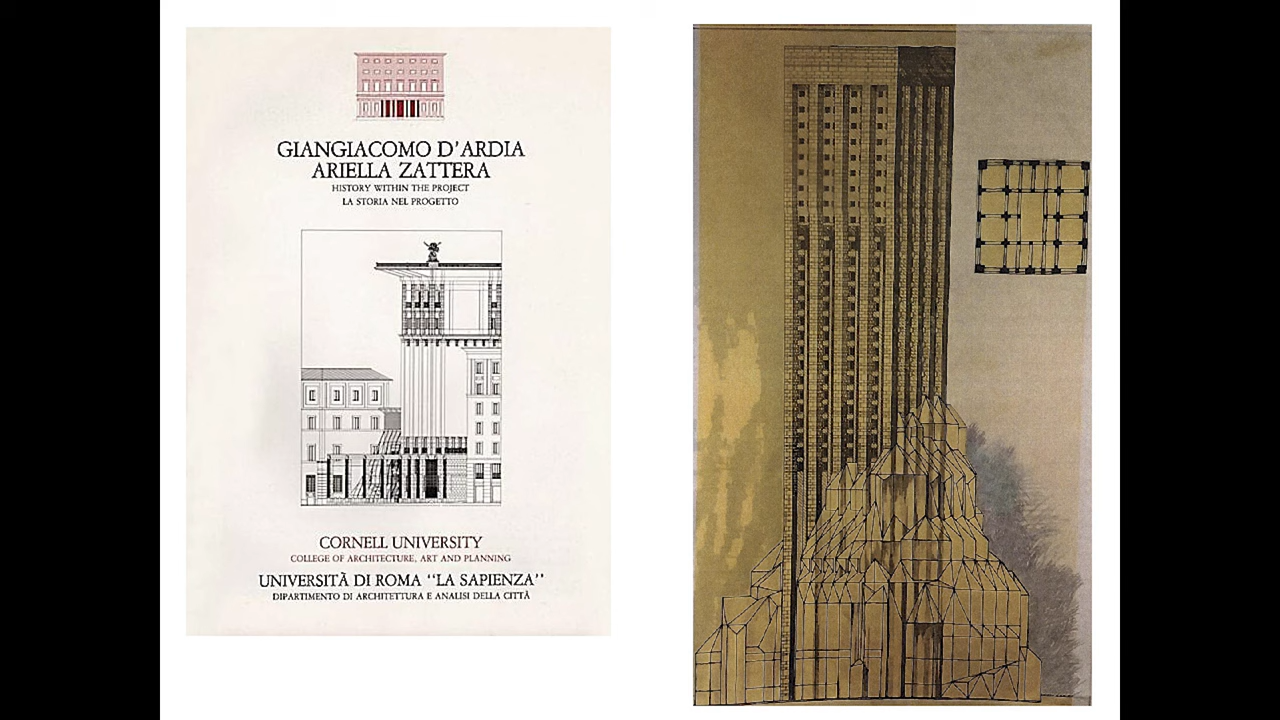 GIANGIACOMO D'ARDIA
ARIELLA ZATTERA
HISTORY WITHIN THE PROJECT
LA STORIA NEL PROGETTO
CORNELL UNIVERSITY
COLLEGE OF ARCHITECTURE, ART AND PLANNING
UNIVERSITÀ DI ROMA "LA SAPIENZA"
DIPARTIMENTO DI ARCHITETTURA E ANALISI DELLA CITTÀ